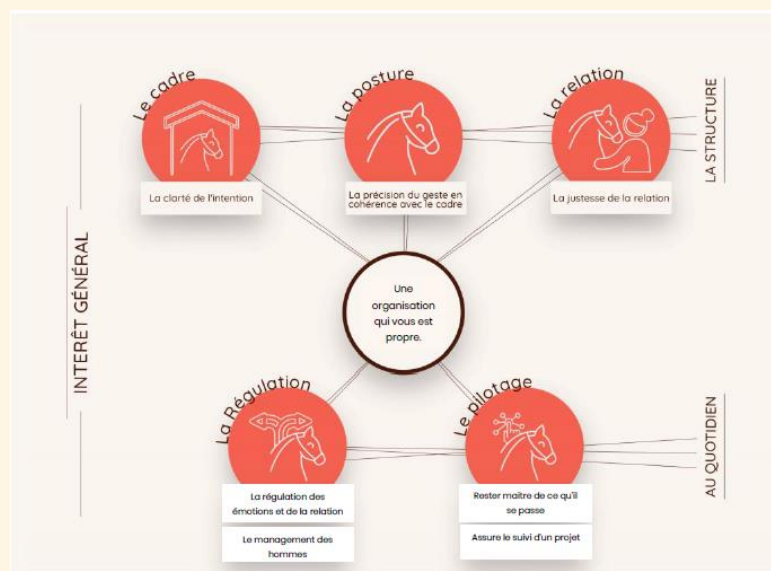 Le cadre
La posture
La relation
La clarté de l'intention
La précision du geste en
cohérence avec le cadre
La justesse de la relation
LA STRUCTURE
INTERÊT GÉNÉRAL
Une
organisation
qui vous est
propre.
La Régulation
Le pilotage
La régulation des
émotions et de la relation
Le management des
hommes
Rester maître de ce qu'il
se passe
Assure le suivi d'un projet
AU QUOTIDIEN